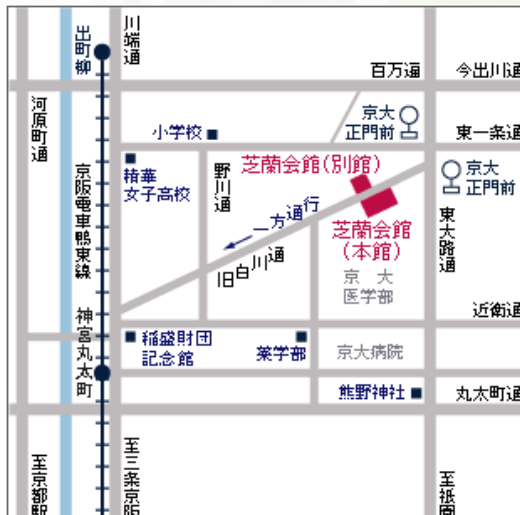 出町柳
川端通
百万遍
今出川通
河原町通
小学校
京大
正門前
東一条通
精華
女子高校
野川通
芝蘭会館(別館)
京大
正門前
京阪電車鴨東線
一方通行
旧白川通
芝蘭会館
(本館)
東大路通
京 大
医学部
近衛通
神宮丸太町
稲盛財団
記念館
薬学部
京大病院
熊野神社
丸太町通
至京都駅
至三条京阪
至祇園